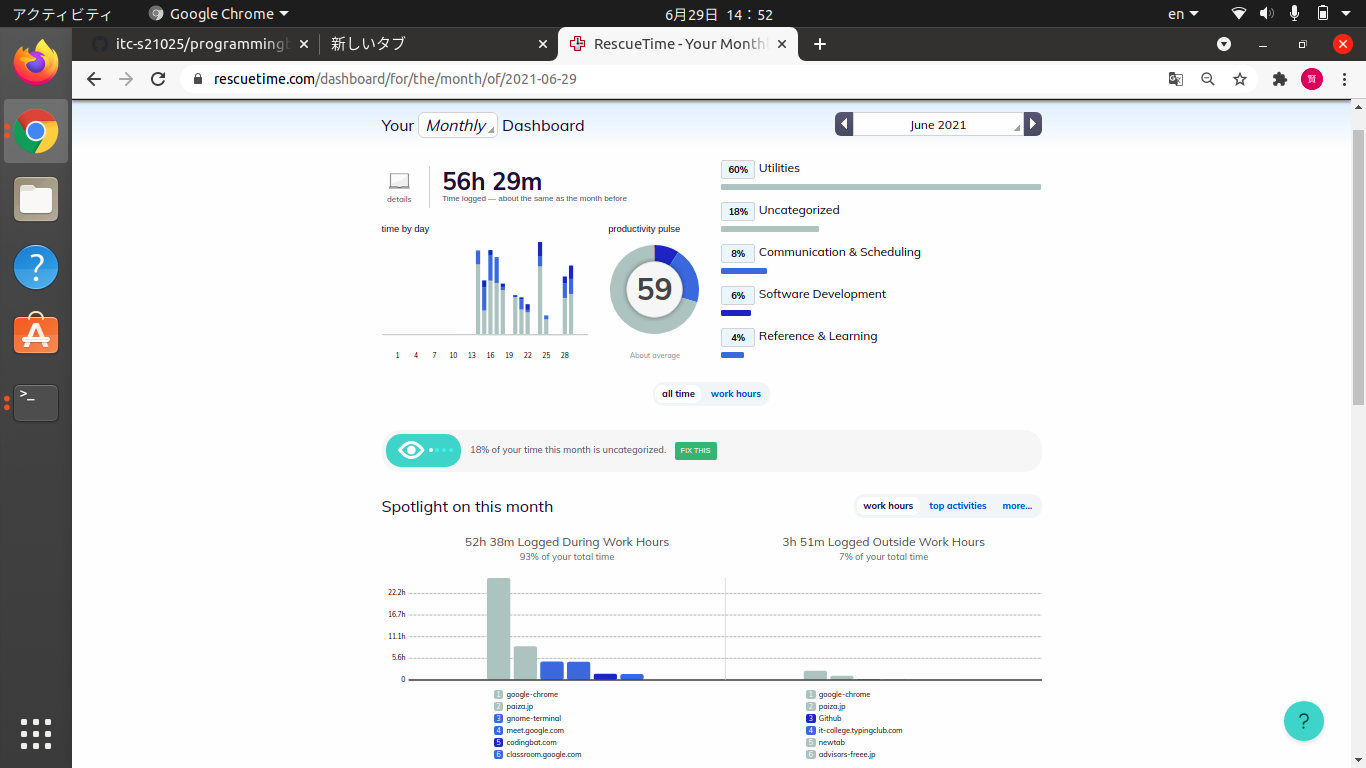 アクティビティ
Google Chrome
6月29日 14：52
en
itc-s21025/programmingt
新しいタブ
RescueTime - Your Month
rescuetime.com/dashboard/for/the/month/of/2021-06-29
賢
Your Monthly Dashboard
June 2021
details
56h 29m
Time logged — about the same as the month before
time by day
1 4 7 10 13 16 19 22 25 28
productivity pulse
59
About average
60% Utilities
18% Uncategorized
8% Communication & Scheduling
6% Software Development
4% Reference & Learning
all time
work hours
18% of your time this month is uncategorized.
FIX THIS
Spotlight on this month
work hours
top activities
more...
52h 38m Logged During Work Hours
93% of your total time
3h 51m Logged Outside Work Hours
7% of your total time
22.2h
16.7h
11.1h
5.6h
0
1 google-chrome
2 paiza.jp
3 gnome-terminal
4 meet.google.com
5 codingbat.com
6 classroom.google.com
1 google-chrome
2 paiza.jp
3 Github
4 it-college.typingclub.com
5 newtab
6 advisors-freee.jp
?